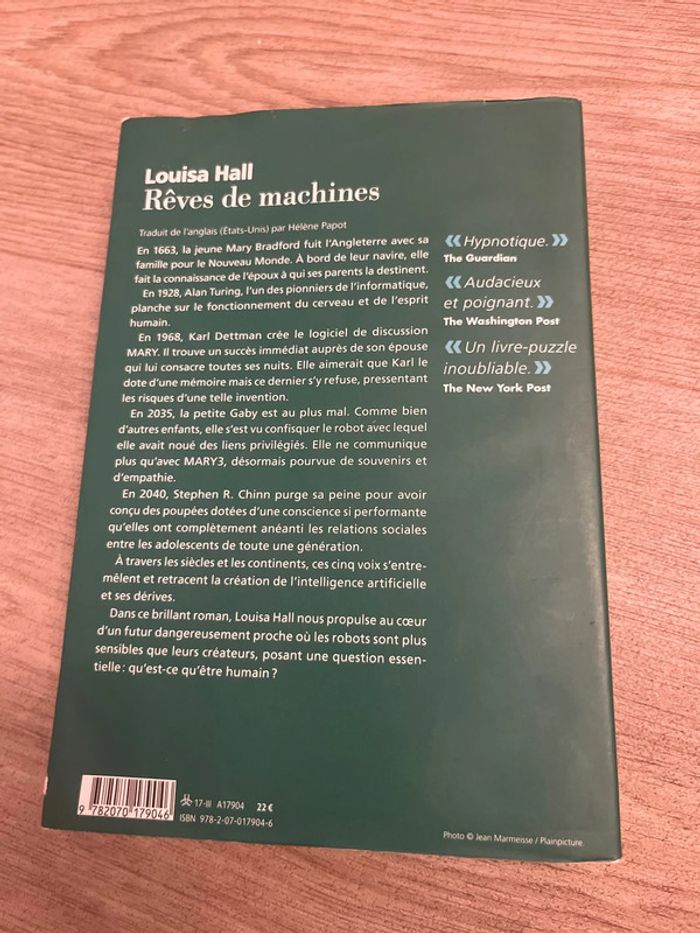 Louisa Hall
Rêves de machines
Traduit de l'anglais (États-Unis) par Hélène Papot
En 1663, la jeune Mary Bradford fuit l'Angleterre avec sa
famille pour le Nouveau Monde. À bord de leur navire, elle
fait la connaissance de l'époux à qui ses parents la destinent.
En 1928, Alan Turing, l'un des pionniers de l'informatique,
planche sur le fonctionnement du cerveau et de l'esprit
humain.
En 1968, Karl Dettman crée le logiciel de discussion
MARY. Il trouve un succès immédiat auprès de son épouse
qui lui consacre toutes ses nuits. Elle aimerait que Karl le
dote d'une mémoire mais ce dernier s'y refuse, pressentant
les risques d'une telle invention.
En 2035, la petite Gaby est au plus mal. Comme bien
d'autres enfants, elle s'est vu confisquer le robot avec lequel
elle avait noué des liens privilégiés. Elle ne communique
plus qu'avec MARY3, désormais pourvue de souvenirs et
d'empathie.
En 2040, Stephen R. Chinn purge sa peine pour avoir
conçu des poupées dotées d'une conscience si performante
qu'elles ont complètement anéanti les relations sociales
entre les adolescents de toute une génération.
À travers les siècles et les continents, ces cinq voix s'entre-
mêlent et retracent la création de l'intelligence artificielle
et ses dérives.
Dans ce brillant roman, Louisa Hall nous propulse au cœur
d'un futur dangereusement proche où les robots sont plus
sensibles que leurs créateurs, posant une question essen-
tielle : qu'est-ce qu'être humain ?
« Hypnotique. »
The Guardian
« Audacieux
et poignant. »
The Washington Post
« Un livre-puzzle
inoubliable. »
The New York Post
9 782070 179046
17-III A17904 22 €
ISBN 978-2-07-017904-6
Photo © Jean Marmeisse / Plainpicture.